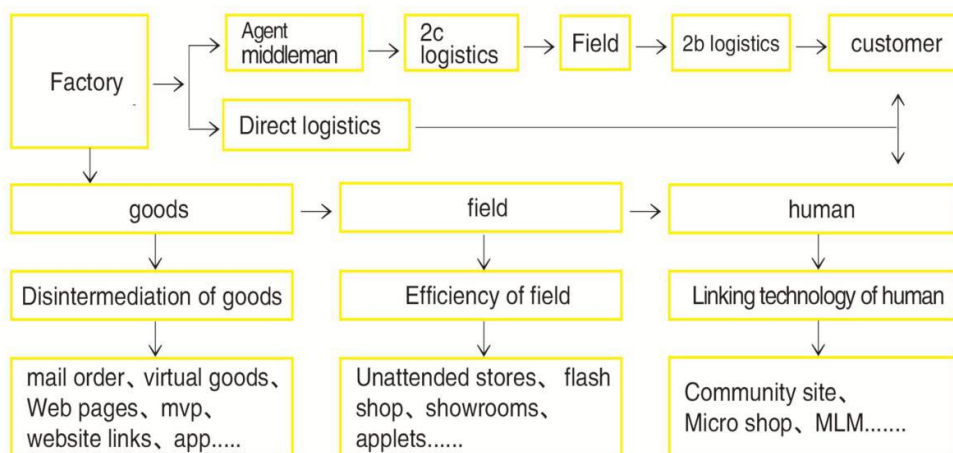 Factory
Agent
middleman
2c
logistics
Field
2b logistics
customer
Direct logistics
goods
field
human
Disintermediation of goods
Efficiency of field
Linking technology of human
mail order、virtual goods、
Web pages、mvp、
website links、app.....
Unattended stores、flash
shop、showrooms、
applets......
Community site、
Micro shop、MLM.......